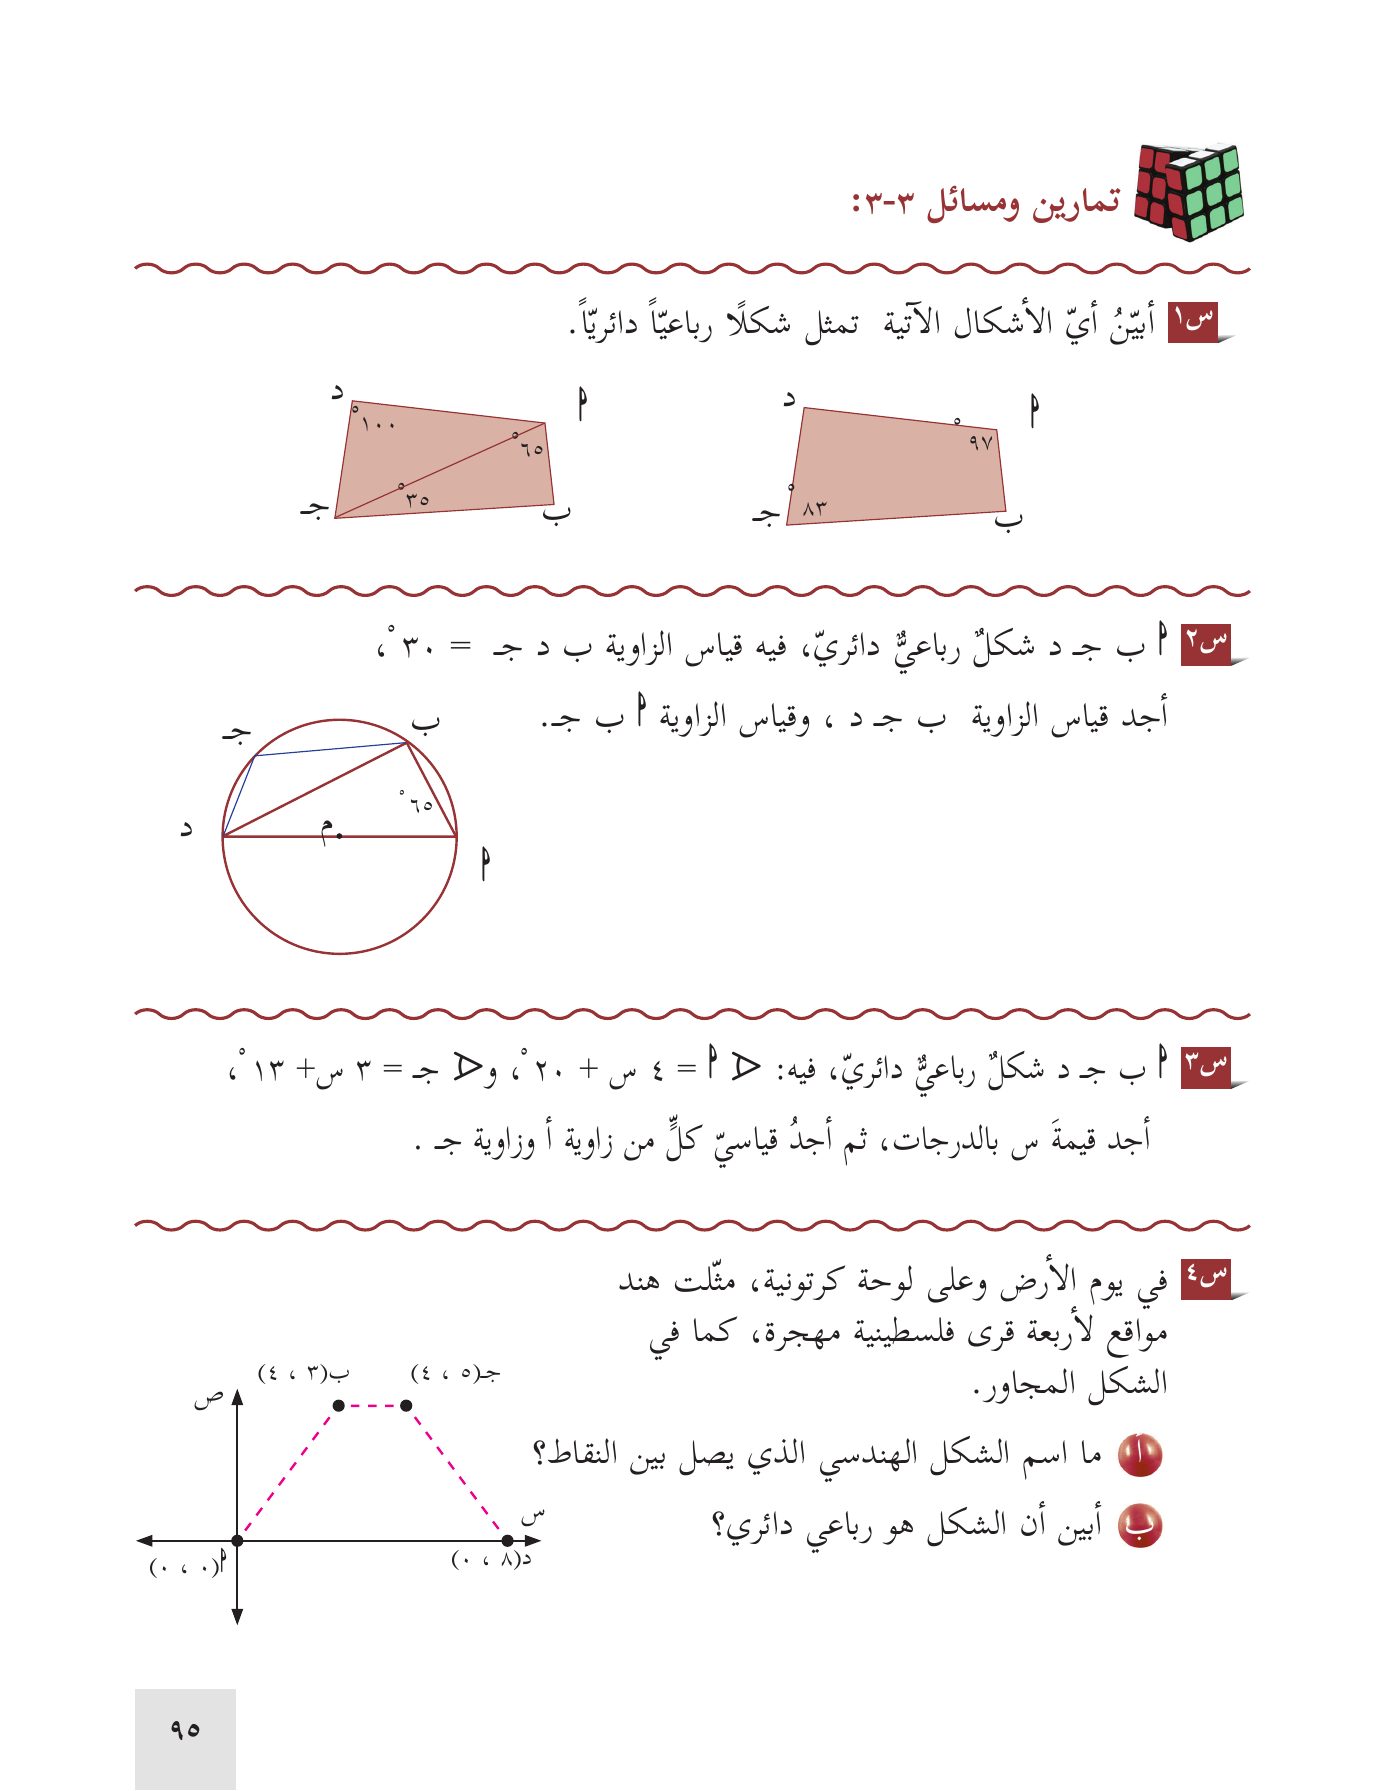 تمارين ومسائل ٣-٣:
س١ أبيّنُ أيّ الأشكال الآتية تمثل شكلًا رباعيّاً دائريّاً.
أ
د
٩٧°
٨٣°
جـ
ب
أ
د
١٠٠°
٦٥°
٣٥°
جـ
ب
س٢ أ ب جـ د شكلٌ رباعيٌّ دائريّ، فيه قياس الزاوية ب د جـ = ٣٠°،
أجد قياس الزاوية ب جـ د ، وقياس الزاوية أ ب جـ.
ب
جـ
٦٥°
م
د
أ
س٣ أ ب جـ د شكلٌ رباعيٌّ دائريّ، فيه: ∢ أ = ٤ س + ٢٠°، و∢ جـ = ٣ س+ ١٣°،
أجد قيمةَ س بالدرجات، ثم أجدُ قياسيّ كلٍّ من زاوية أ وزاوية جـ .
س٤ في يوم الأرض وعلى لوحة كرتونية، مثّلت هند
مواقع لأربعة قرى فلسطينية مهجرة، كما في
الشكل المجاور.
ا ما اسم الشكل الهندسي الذي يصل بين النقاط؟
ب أبين أن الشكل هو رباعي دائري؟
جـ(٥ ، ٤)
ب(٣ ، ٤)
ص
س
د(٨ ، ٠)
أ(٠ ، ٠)
٩٥